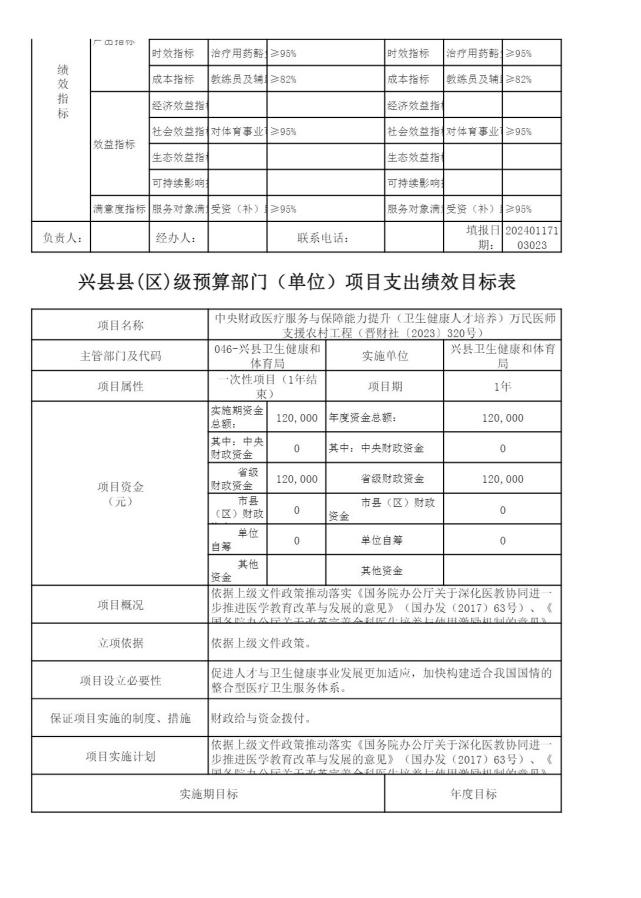 产出指标
时效指标 治疗用药豁 ≥95% 时效指标 治疗用药豁 ≥95%
绩效指标
成本指标 教练员及辅 ≥82% 成本指标 教练员及辅 ≥82%
效益指标
经济效益指 经济效益指
社会效益指 对体育事业 ≥95% 社会效益指 对体育事业 ≥95%
生态效益指 生态效益指
可持续影响 可持续影响
满意度指标 服务对象满 受资（补） ≥95% 服务对象满 受资（补） ≥95%
负责人： 经办人： 联系电话： 填报日期： 20240117103023
兴县县(区)级预算部门（单位）项目支出绩效目标表
项目名称 中央财政医疗服务与保障能力提升（卫生健康人才培养）万民医师
支援农村工程（晋财社〔2023〕320号）
主管部门及代码 046-兴县卫生健康和体育局 实施单位 兴县卫生健康和体育局
项目属性 一次性项目（1年结束） 项目期 1年
项目资金
（元）
实施期资金总额： 120,000 年度资金总额： 120,000
其中：中央财政资金 0 其中：中央财政资金 0
省级财政资金 120,000 省级财政资金 120,000
市县（区）财政 0 市县（区）财政资金 0
单位自筹 0 单位自筹 0
其他资金 其他资金
项目概况 依据上级文件政策推动落实《国务院办公厅关于深化医教协同进一
步推进医学教育改革与发展的意见》（国办发（2017）63号）、《
国务院办公厅关于改革完善全科医生培养与使用激励机制的意见》
立项依据 依据上级文件政策。
项目设立必要性 促进人才与卫生健康事业发展更加适应，加快构建适合我国国情的
整合型医疗卫生服务体系。
保证项目实施的制度、措施 财政给与资金拨付。
项目实施计划 依据上级文件政策推动落实《国务院办公厅关于深化医教协同进一
步推进医学教育改革与发展的意见》（国办发（2017）63号）、《
国务院办公厅关于改革完善全科医生培养与使用激励机制的意见》
实施期目标 年度目标